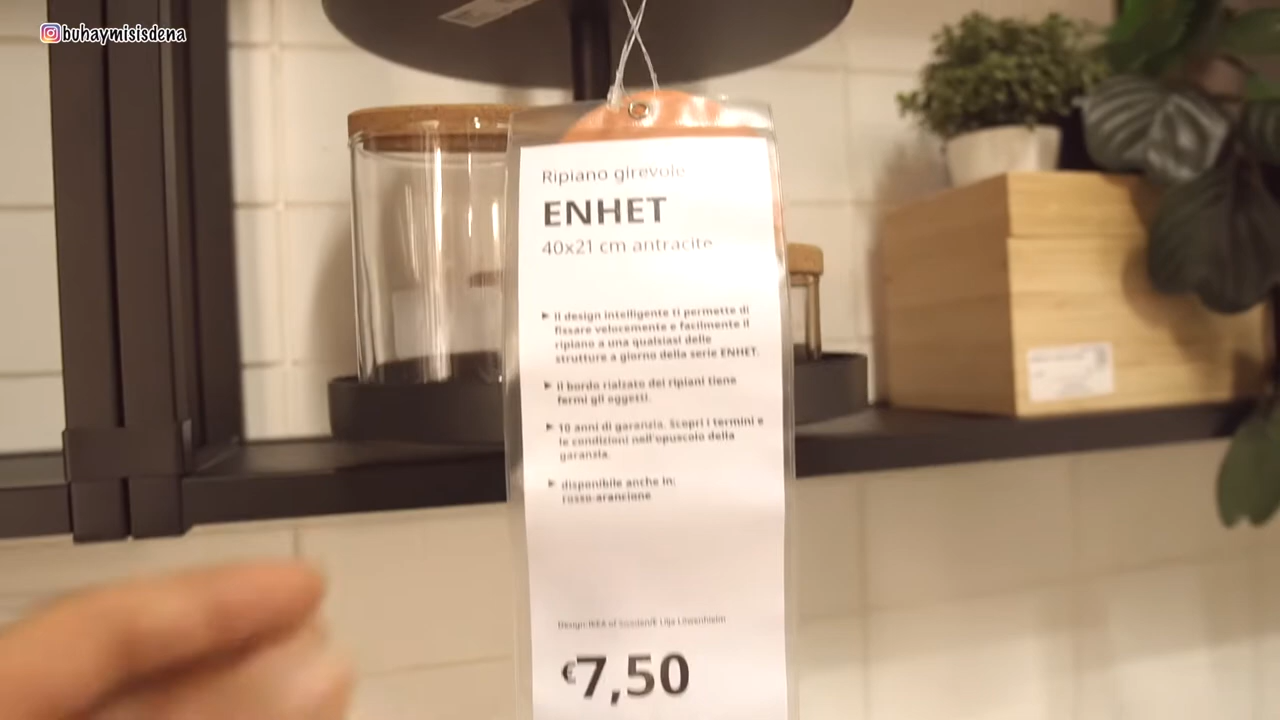 buhaymisisdena
Ripiano girevole
ENHET
40x21 cm antracite
► il design intelligente ti permette di
fissare velocemente e facilmente il
ripiano a una qualsiasi delle
strutture a giorno della serie ENHET.
► il bordo rialzato dei ripiani tiene
fermi gli oggetti.
► 10 anni di garanzia. Scopri i termini e
le condizioni nell'opuscolo della
garanzia.
► disponibile anche in:
rosso-arancione
Design IKEA of Sweden/E Lilja Löwenhielm
€7,50